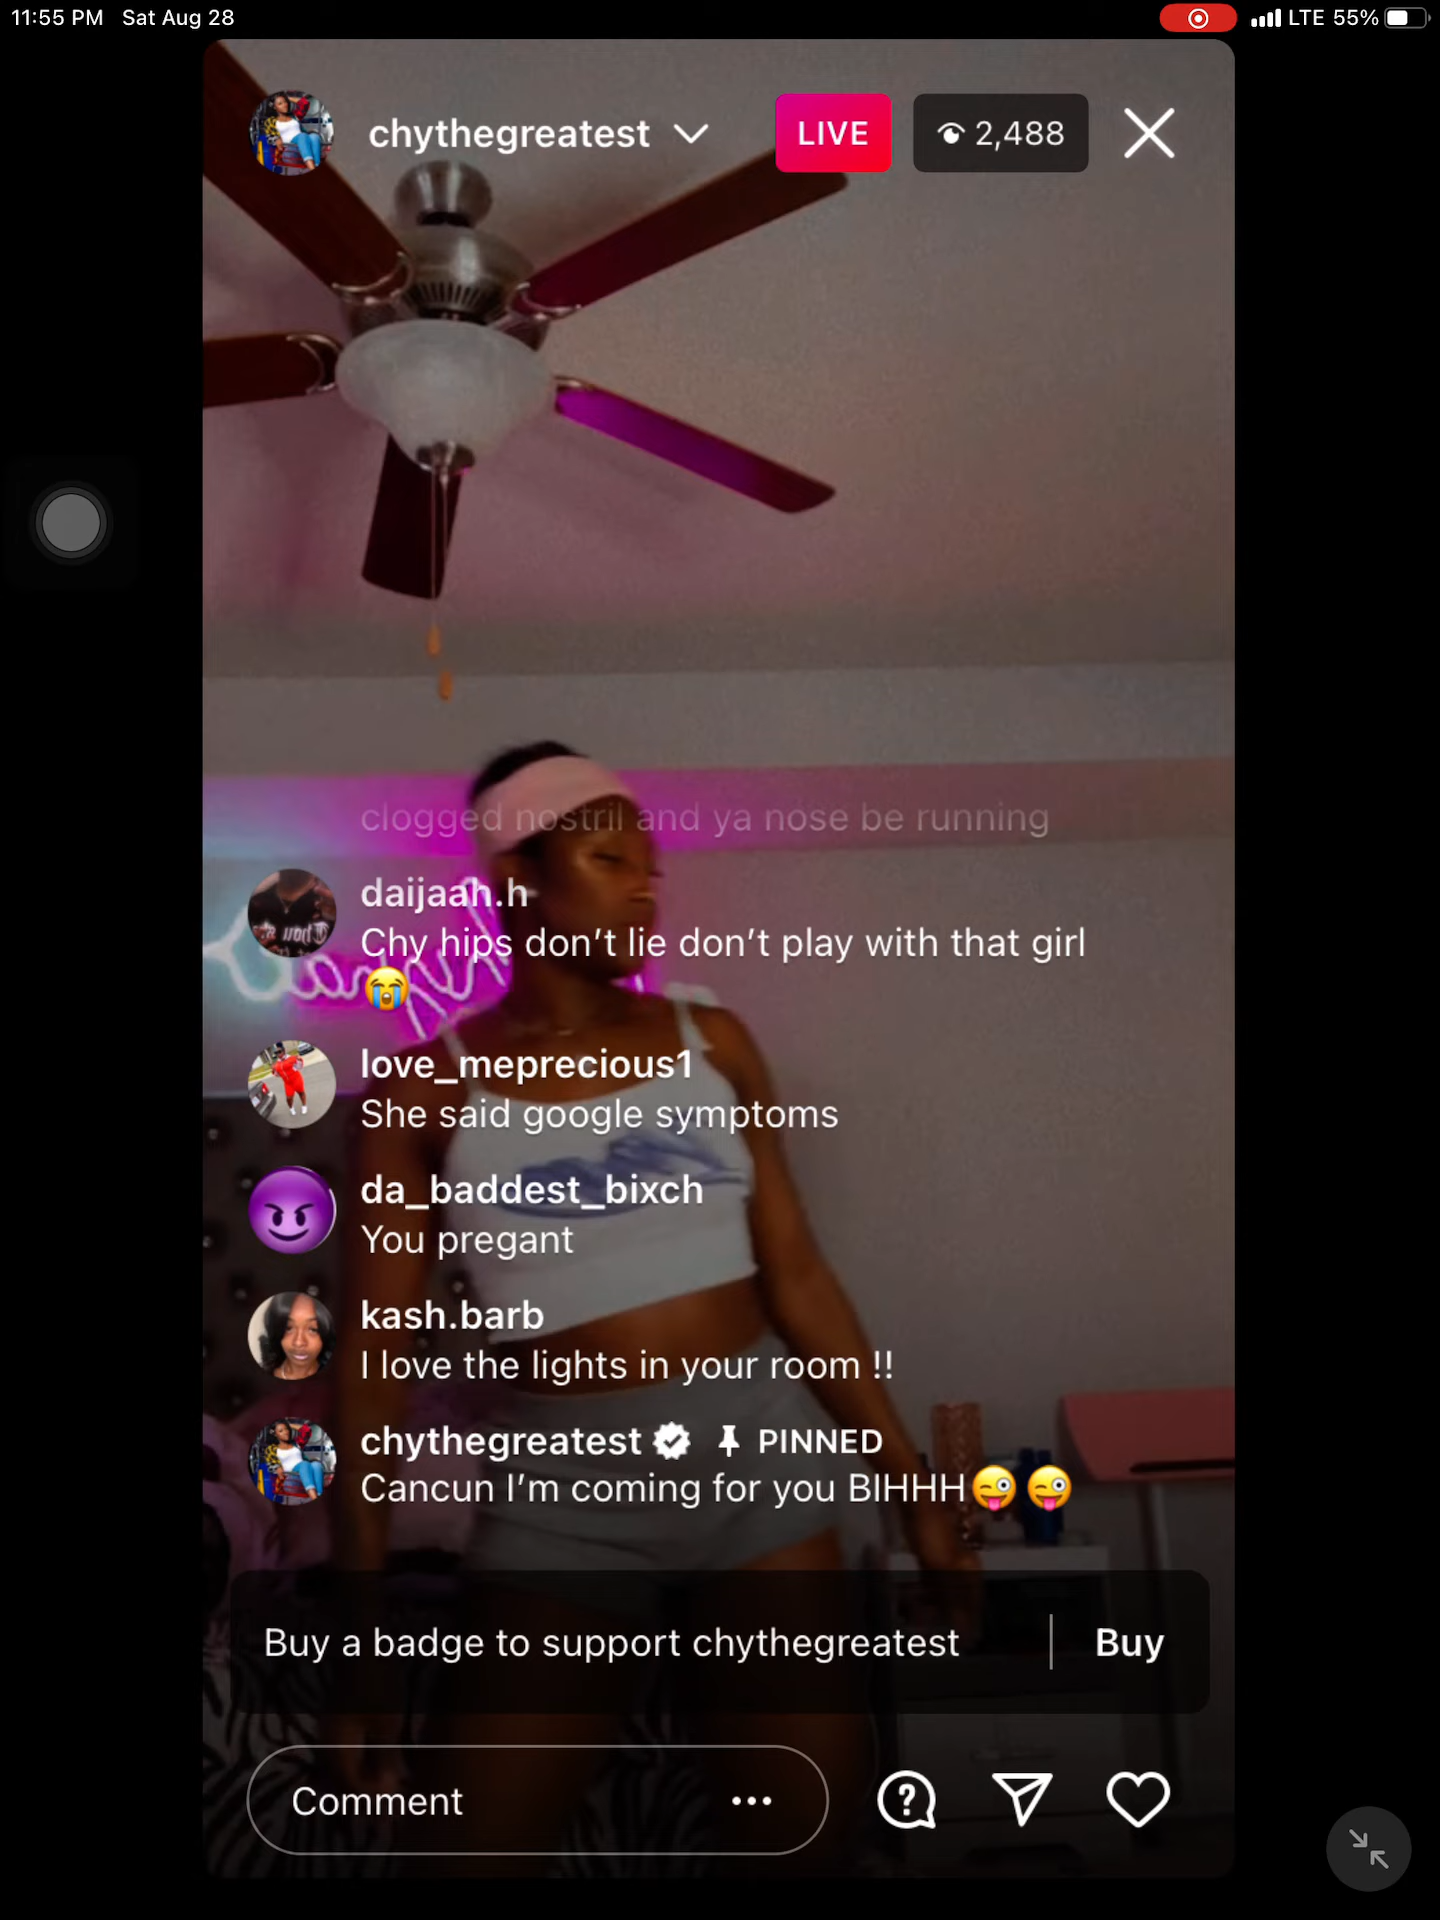 11:55 PM Sat Aug 28
LTE 55%
chythegreatest
LIVE
2,488
clogged nostril and ya nose be running
daijaah.h
Chy hips don't lie don't play with that girl
😭
love_meprecious1
She said google symptoms
da_baddest_bixch
You pregant
kash.barb
I love the lights in your room !!
chythegreatest PINNED
Cancun I'm coming for you BIHHH😜😜
Buy a badge to support chythegreatest | Buy
Comment